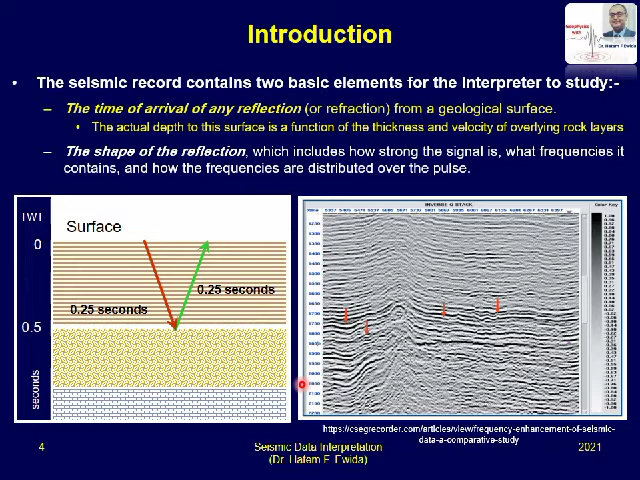 Introduction
Geophysics
with
Dr. Hatem F Ewida
• The seismic record contains two basic elements for the interpreter to study:-
– The time of arrival of any reflection (or refraction) from a geological surface.
• The actual depth to this surface is a function of the thickness and velocity of overlying rock layers
– The shape of the reflection, which includes how strong the signal is, what frequencies it
contains, and how the frequencies are distributed over the pulse.
TWT
Surface
0
0.25 seconds
0.25 seconds
0.5
seconds
INVERSE Q STACK
Color Key
https://csegrecorder.com/articles/view/frequency-enhancement-of-seismic-
data-a-comparative-study
4
Seismic Data Interpretation
(Dr. Hatem F. Ewida)
2021